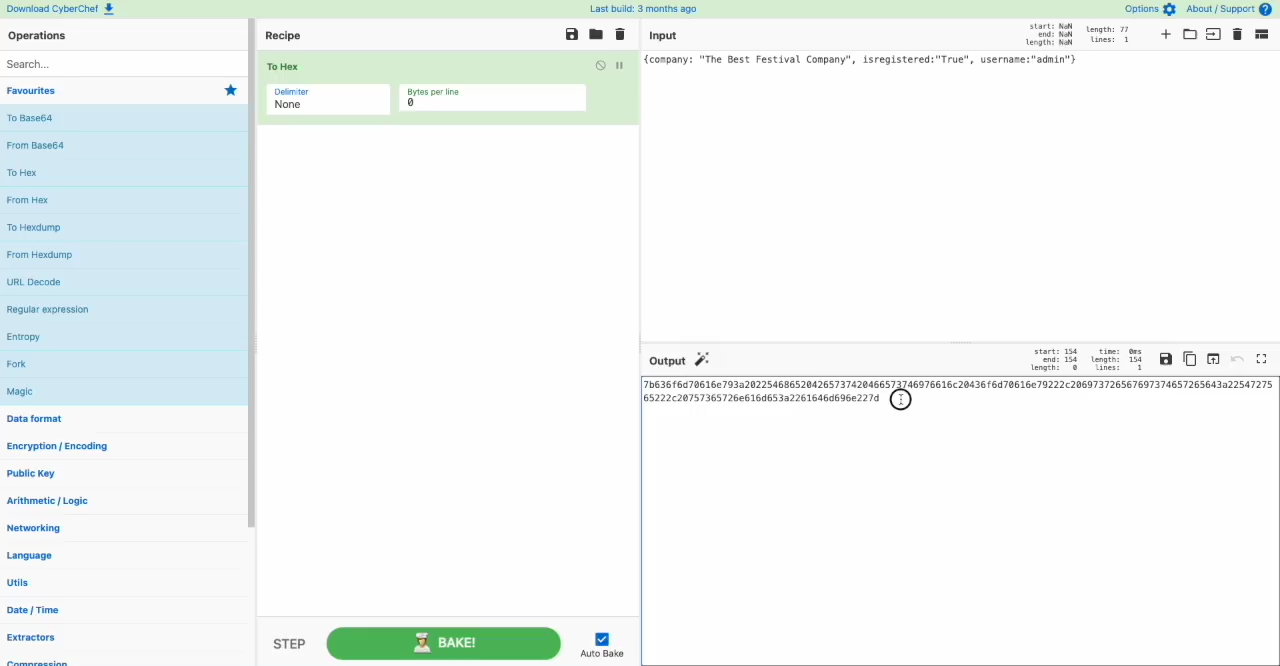 Download CyberChef
Last build: 3 months ago
Options
About / Support
Operations
Search...
Favourites
To Base64
From Base64
To Hex
From Hex
To Hexdump
From Hexdump
URL Decode
Regular expression
Entropy
Fork
Magic
Data format
Encryption / Encoding
Public Key
Arithmetic / Logic
Networking
Language
Utils
Date / Time
Extractors
Compression
Recipe
To Hex
Delimiter
None
Bytes per line
0
STEP
BAKE!
Auto Bake
Input
start: NaN
end: NaN
length: NaN
length: 77
lines: 1
{company: "The Best Festival Company", isregistered:"True", username:"admin"}
Output
start: 154
end: 154
length: 0
time: 0ms
length: 154
lines: 1
7b636f6d70616e793a202254686520426573742046657374976616c20436f6d70616e79222c206973726567697374657265643a22547275
65222c20757365726e616d653a2261646d696e227d